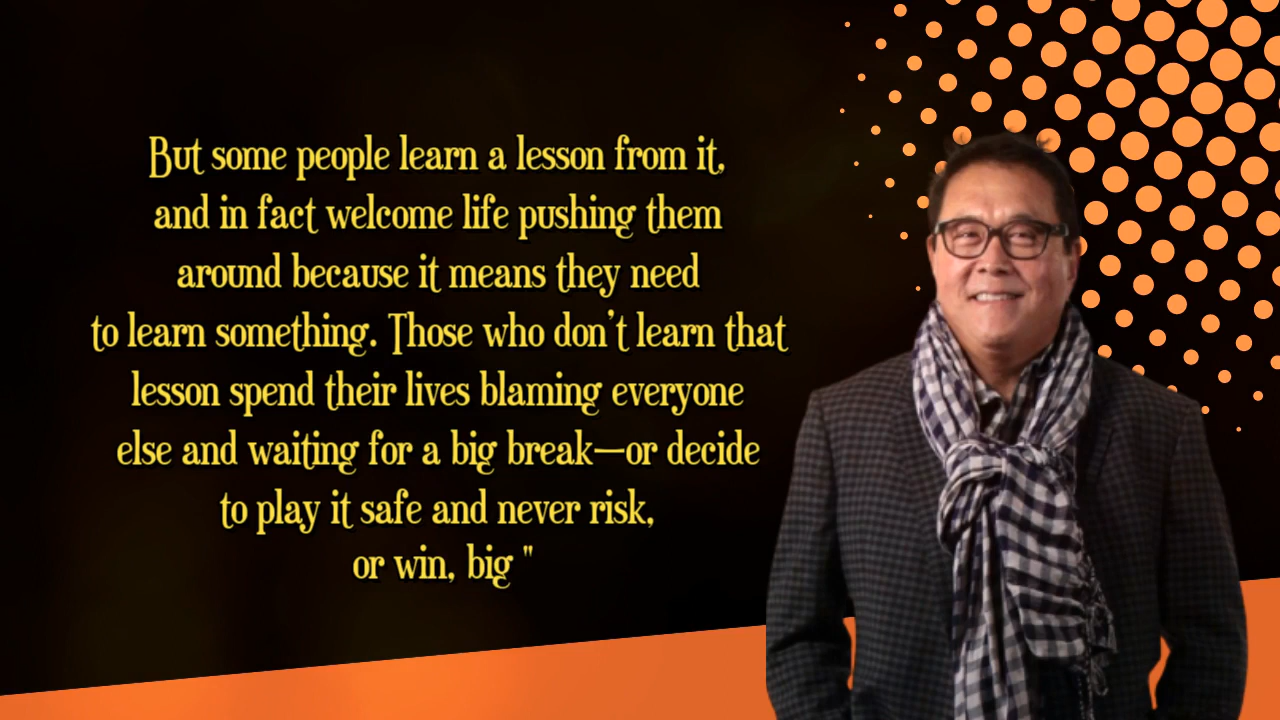 But some people learn a lesson from it,
and in fact welcome life pushing them
around because it means they need
to learn something. Those who don't learn that
lesson spend their lives blaming everyone
else and waiting for a big break—or decide
to play it safe and never risk,
or win, big "